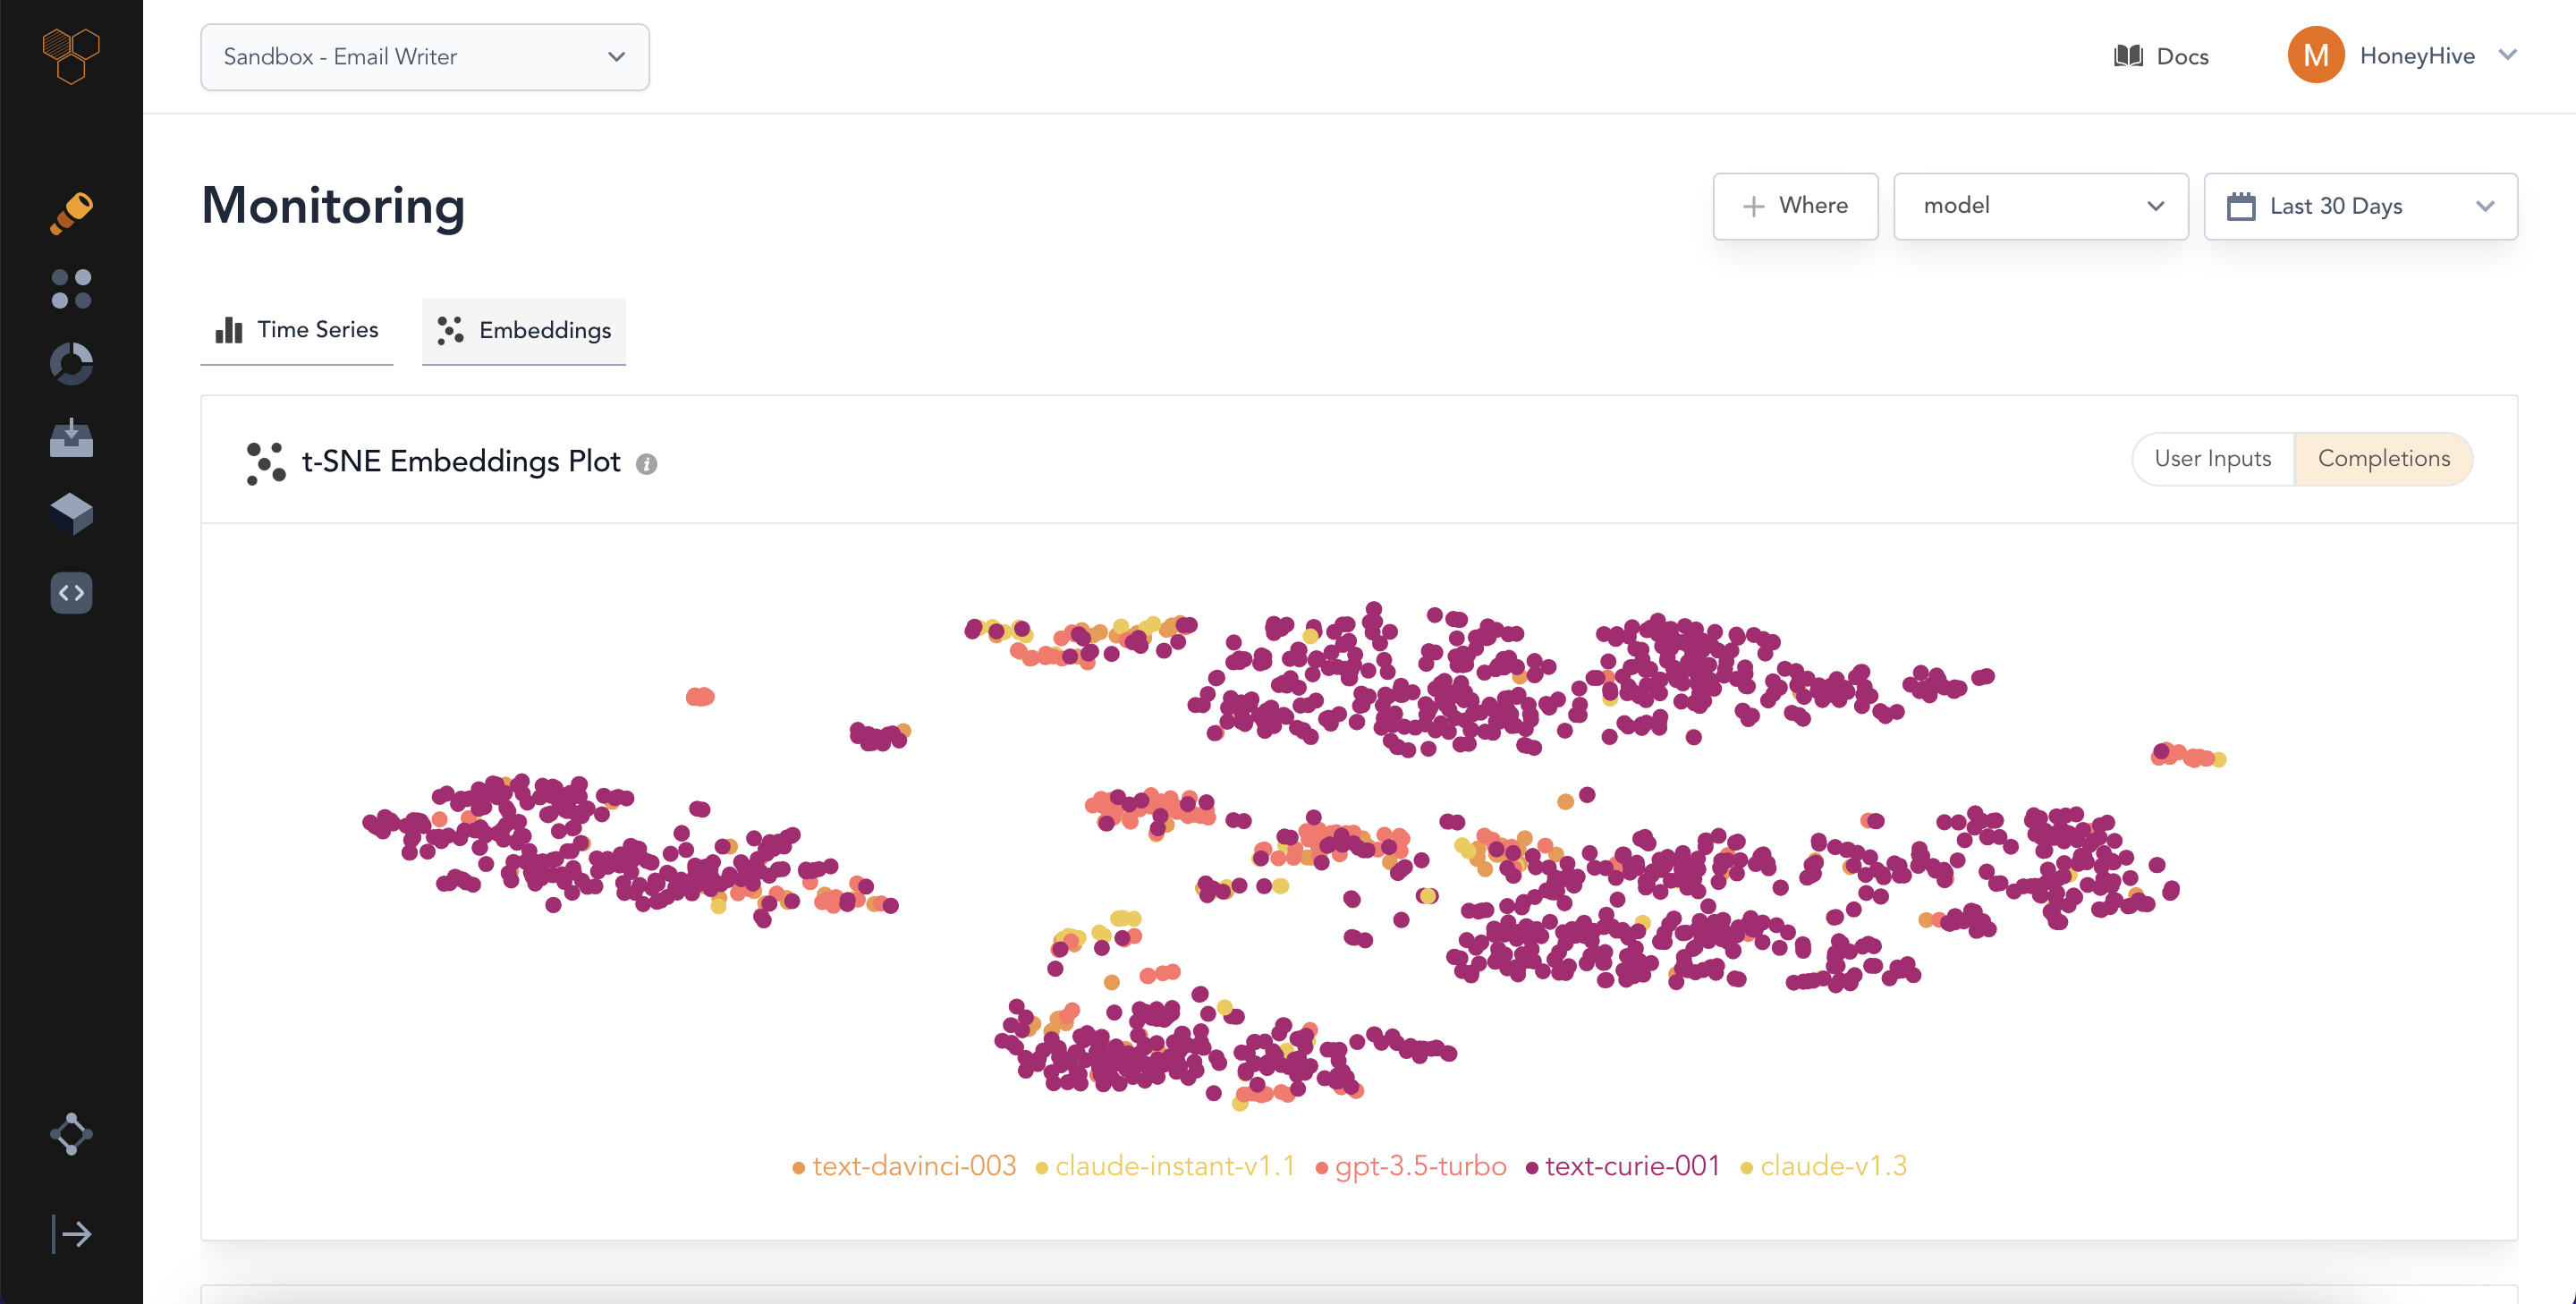 Sandbox - Email Writer
Docs
M HoneyHive
Monitoring
+ Where
model
Last 30 Days
Time Series
Embeddings
t-SNE Embeddings Plot
User Inputs
Completions
text-davinci-003 claude-instant-v1.1 gpt-3.5-turbo text-curie-001 claude-v1.3